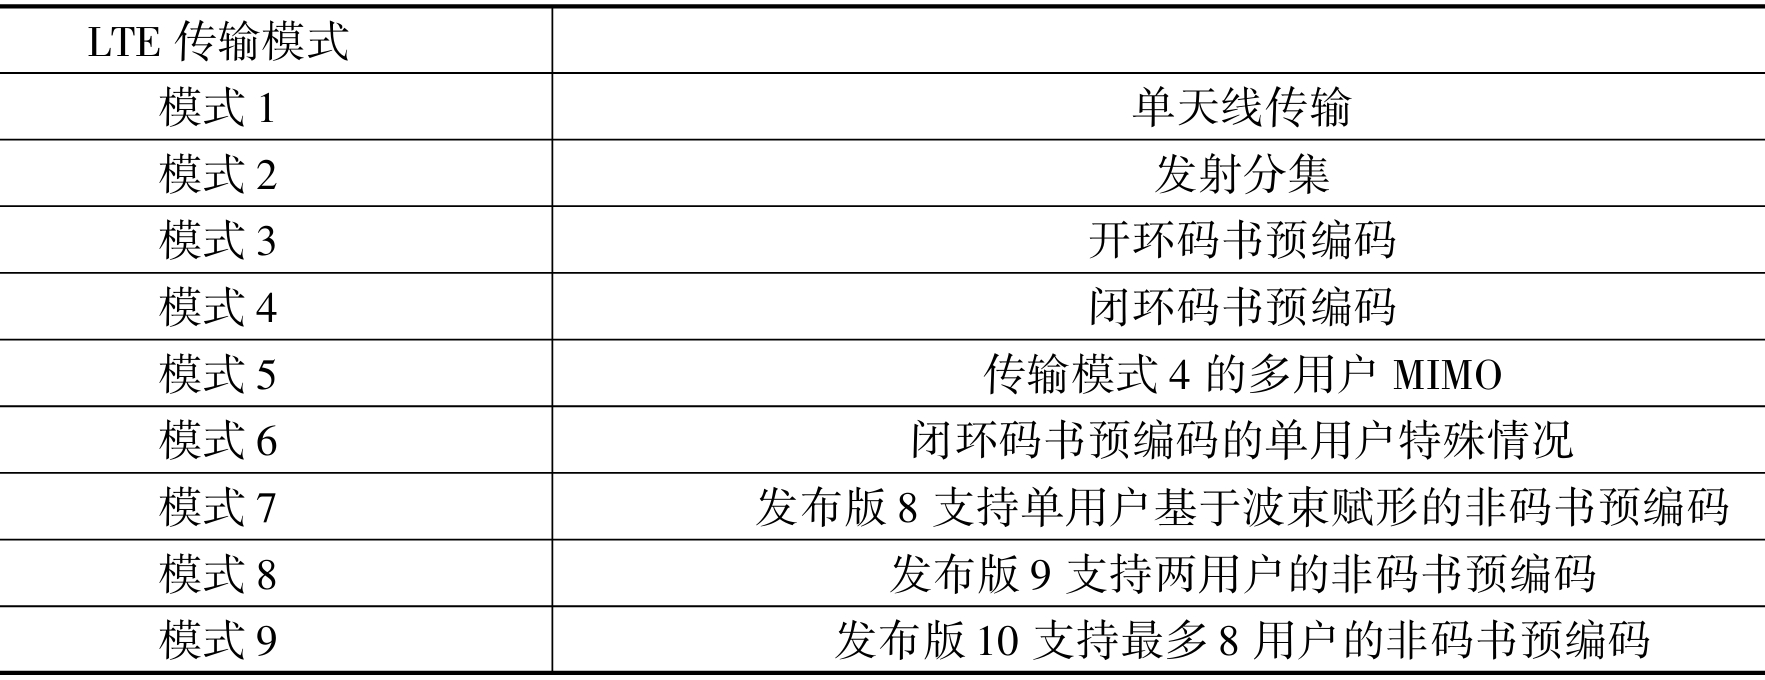 LTE 传输模式
模式 1 单天线传输
模式 2 发射分集
模式 3 开环码书预编码
模式 4 闭环码书预编码
模式 5 传输模式 4 的多用户 MIMO
模式 6 闭环码书预编码的单用户特殊情况
模式 7 发布版 8 支持单用户基于波束赋形的非码书预编码
模式 8 发布版 9 支持两用户的非码书预编码
模式 9 发布版 10 支持最多 8 用户的非码书预编码